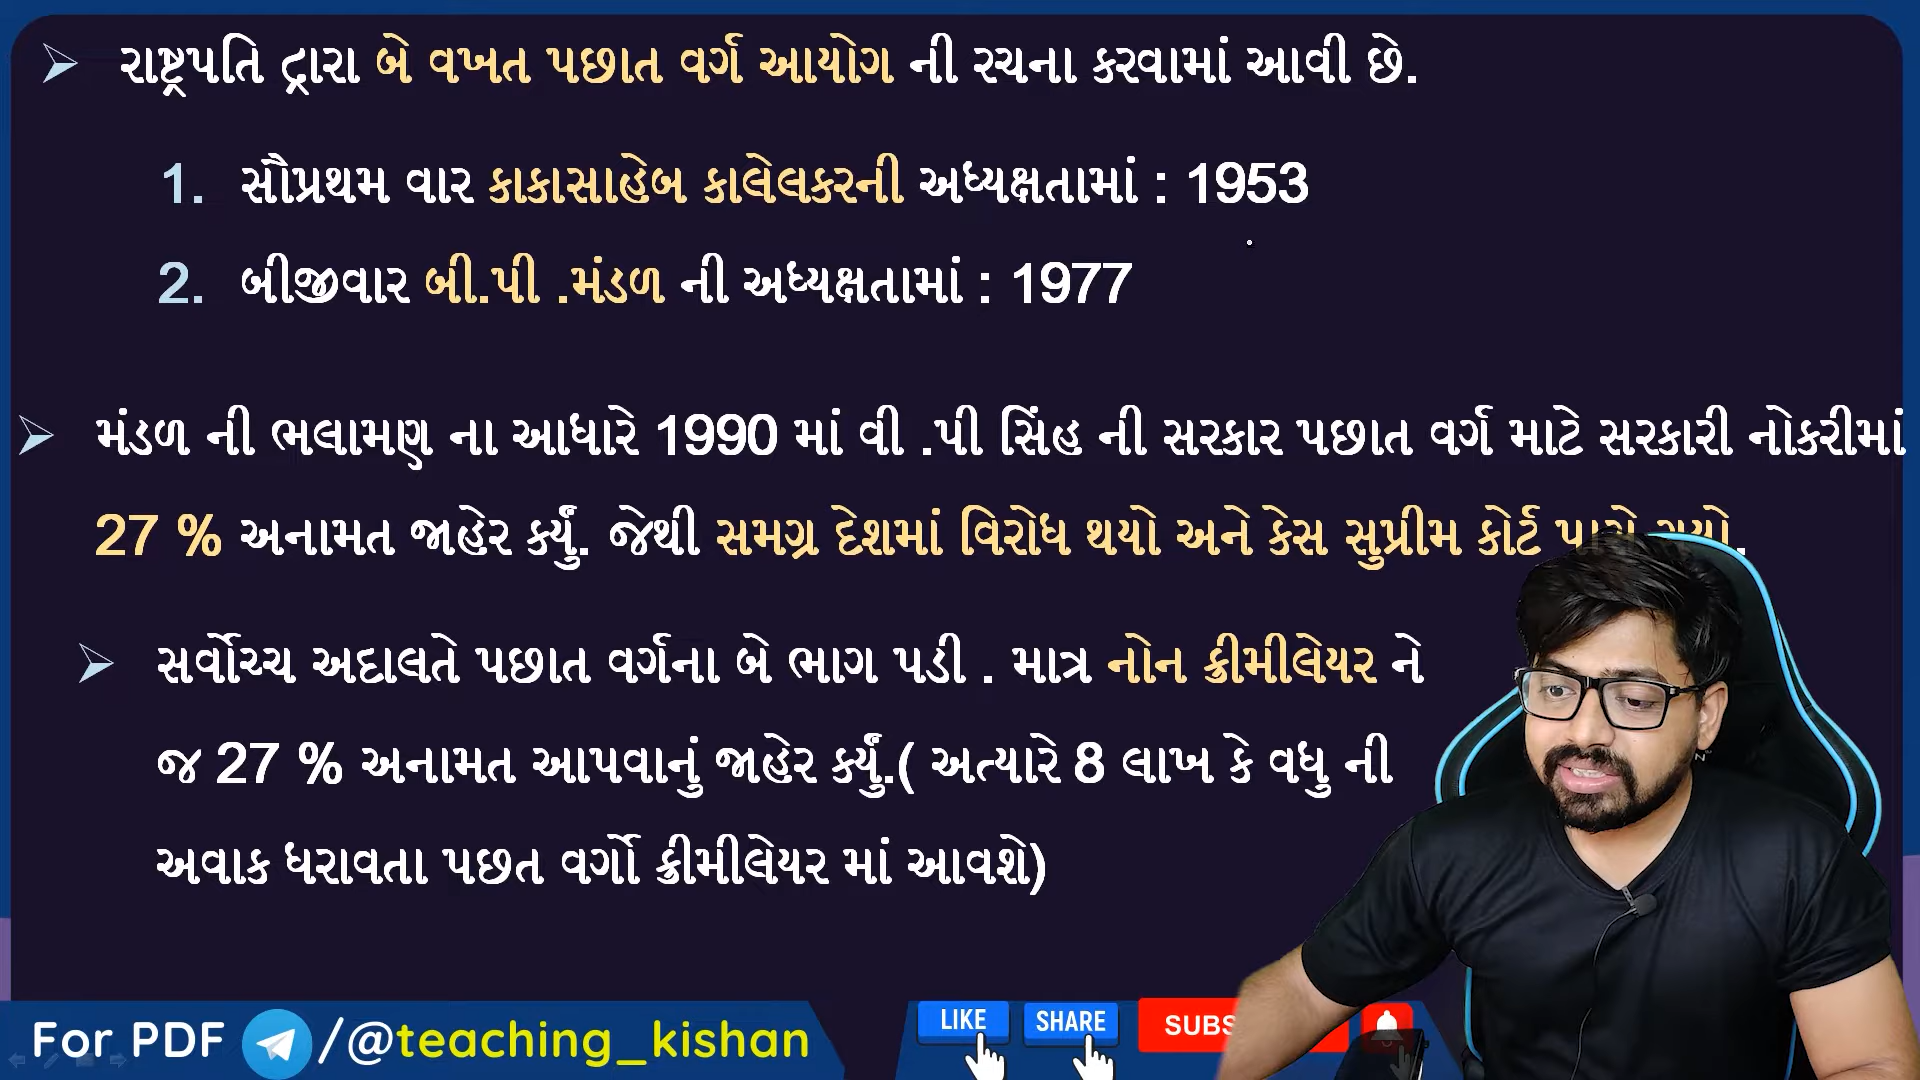 ➢ રાષ્ટ્રપતિ દ્રારા બે વખત પછાત વર્ગ આયોગ ની રચના કરવામાં આવી છે.
1. સૌપ્રથમ વાર કાકાસાહેબ કાલેલકરની અધ્યક્ષતામાં : 1953
2. બીજીવાર બી.પી .મંડળ ની અધ્યક્ષતામાં : 1977
➢ મંડળ ની ભલામણ ના આધારે 1990 માં વી .પી સિંહ ની સરકાર પછાત વર્ગ માટે સરકારી નોકરીમાં
27 % અનામત જાહેર ર્ક્યું. જેથી સમગ્ર દેશમાં વિરોધ થયો અને કેસ સુપ્રીમ કોર્ટ
➢ સર્વોચ્ચ અદાલતે પછાત વર્ગના બે ભાગ પડી . માત્ર નોન ક્રીમીલેયર ને
જ 27 % અનામત આપવાનું જાહેર ર્ક્યું.( અત્યારે 8 લાખ કે વધુ ની
અવાક ધરાવતા પછત વર્ગો ક્રીમીલેયર માં આવશે)
For PDF /@teaching_kishan
LIKE SHARE